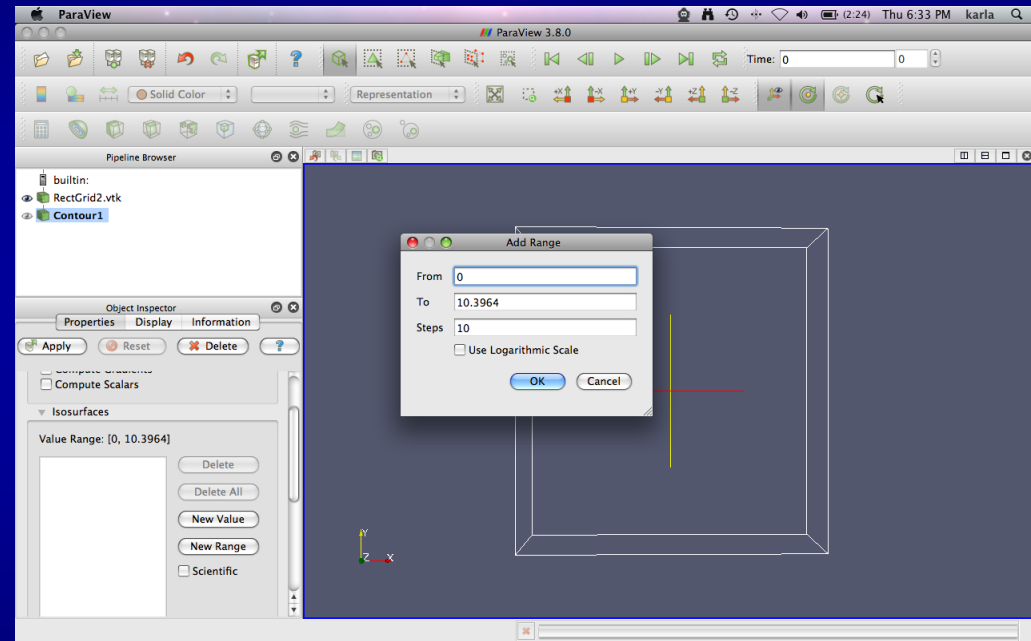 ParaView (2:24) Thu 6:33 PM karla
ParaView 3.8.0
? Time: 0 0
Solid Color Representation +X -X +Y -Y +Z -Z
Pipeline Browser
builtin:
RectGrid2.vtk
Contour1
Object Inspector
Properties Display Information
Apply Reset Delete ?
Compute Gradients
Compute Scalars
Isosurfaces
Value Range: [0, 10.3964]
Delete
Delete All
New Value
New Range
Scientific
Add Range
From 0
To 10.3964
Steps 10
Use Logarithmic Scale
OK Cancel
Y
Z X